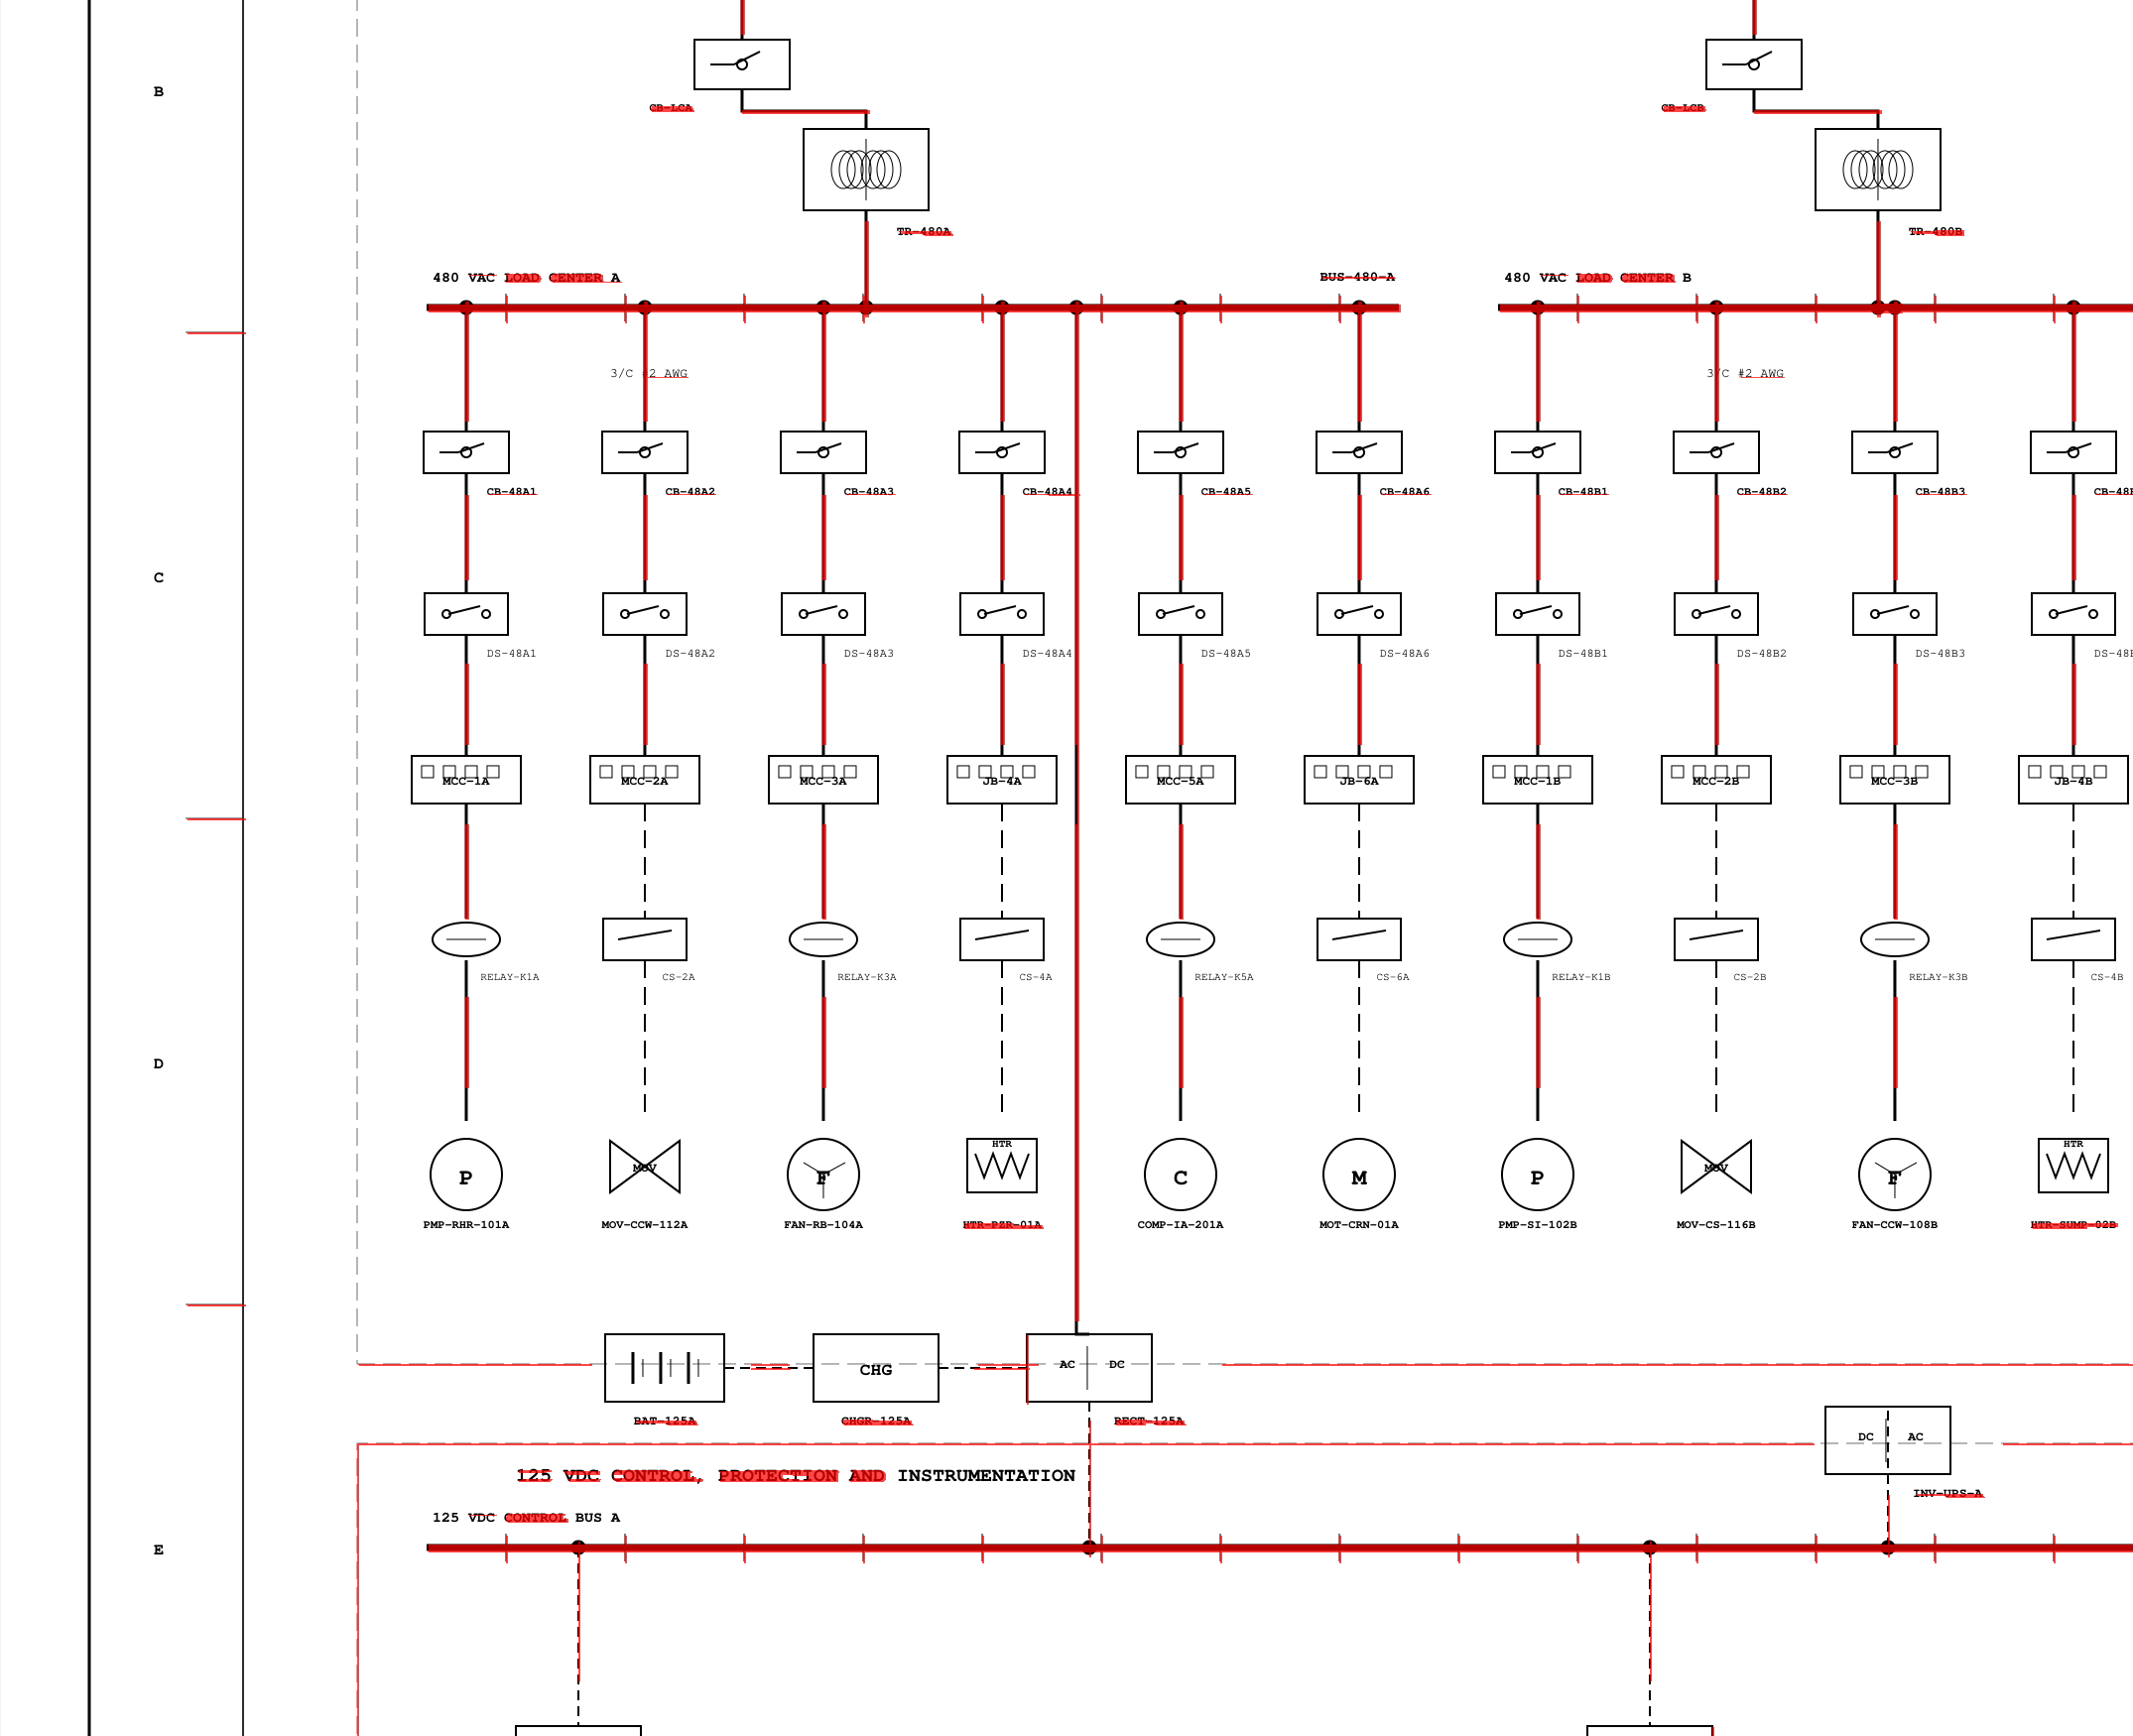 B
CB-LCA
CB-LCB
TR-480A
TR-480B
480 VAC LOAD CENTER A
BUS-480-A
480 VAC LOAD CENTER B
3/C #2 AWG
3/C #2 AWG
CB-48A1
CB-48A2
CB-48A3
CB-48A4
CB-48A5
CB-48A6
CB-48B1
CB-48B2
CB-48B3
C
DS-48A1
DS-48A2
DS-48A3
DS-48A4
DS-48A5
DS-48A6
DS-48B1
DS-48B2
DS-48B3
MCC-1A
MCC-2A
MCC-3A
JB-4A
MCC-5A
JB-6A
MCC-1B
MCC-2B
MCC-3B
JB-4B
RELAY-K1A
CS-2A
RELAY-K3A
CS-4A
RELAY-K5A
CS-6A
RELAY-K1B
CS-2B
RELAY-K3B
CS-4B
D
P
MOV
F
HTR
C
M
P
MOV
F
HTR
PMP-RHR-101A
MOV-CCW-112A
FAN-RB-104A
HTR-PZR-01A
COMP-IA-201A
MOT-CRN-01A
PMP-SI-102B
MOV-CS-116B
FAN-CCW-108B
HTR-SUMP-02B
CHG
AC
DC
BAT-125A
CHGR-125A
RECT-125A
DC
AC
125 VDC CONTROL, PROTECTION AND INSTRUMENTATION
INV-UPS-A
125 VDC CONTROL BUS A
E